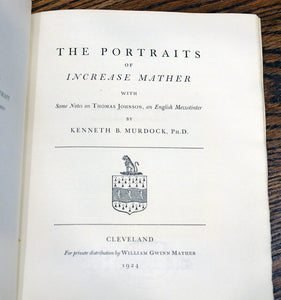 THE PORTRAITS
OF
INCREASE MATHER
WITH
Some Notes on THOMAS JOHNSON, an English Mezzotinter
BY
KENNETH B. MURDOCK, PH.D.
CLEVELAND
For private distribution by WILLIAM GWINN MATHER
1924